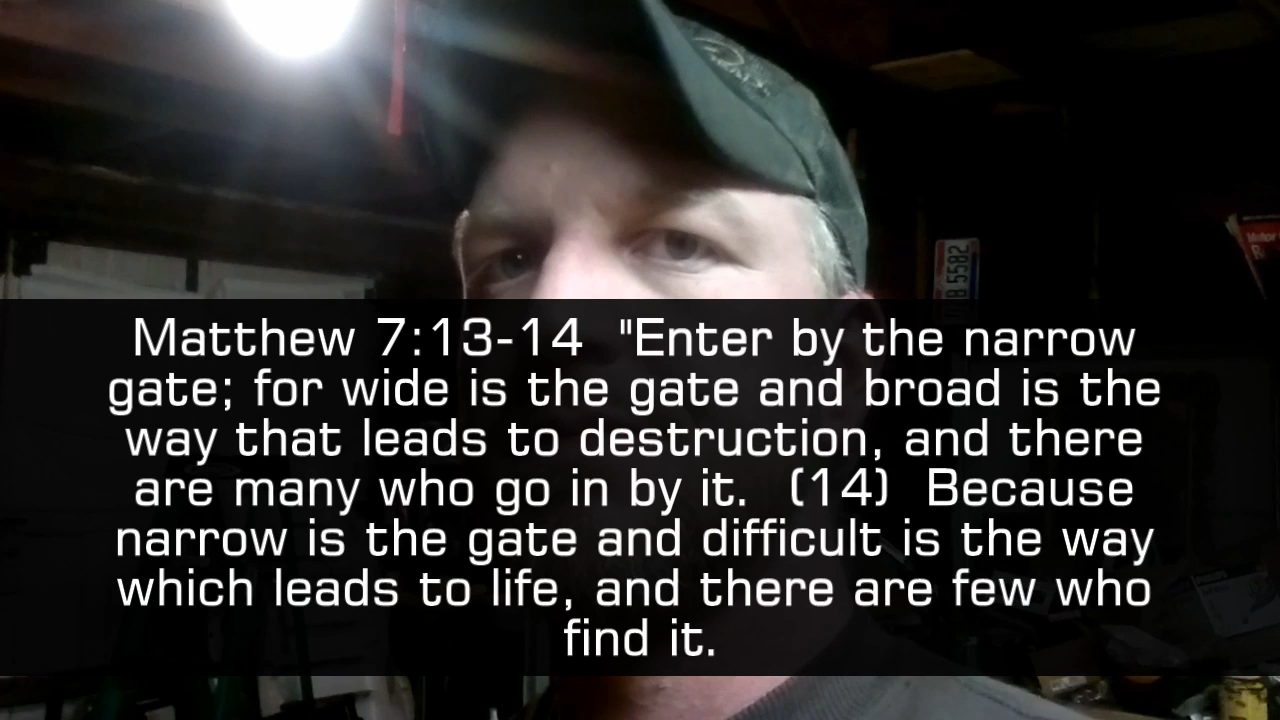 Matthew 7:13-14  "Enter by the narrow
gate; for wide is the gate and broad is the
way that leads to destruction, and there
are many who go in by it.  (14)  Because
narrow is the gate and difficult is the way
which leads to life, and there are few who
find it.
5582